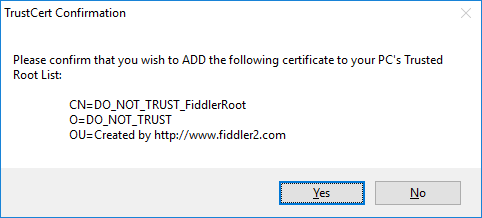 TrustCert Confirmation
Please confirm that you wish to ADD the following certificate to your PC's Trusted
Root List:
CN=DO_NOT_TRUST_FiddlerRoot
O=DO_NOT_TRUST
OU=Created by http://www.fiddler2.com
Yes
No